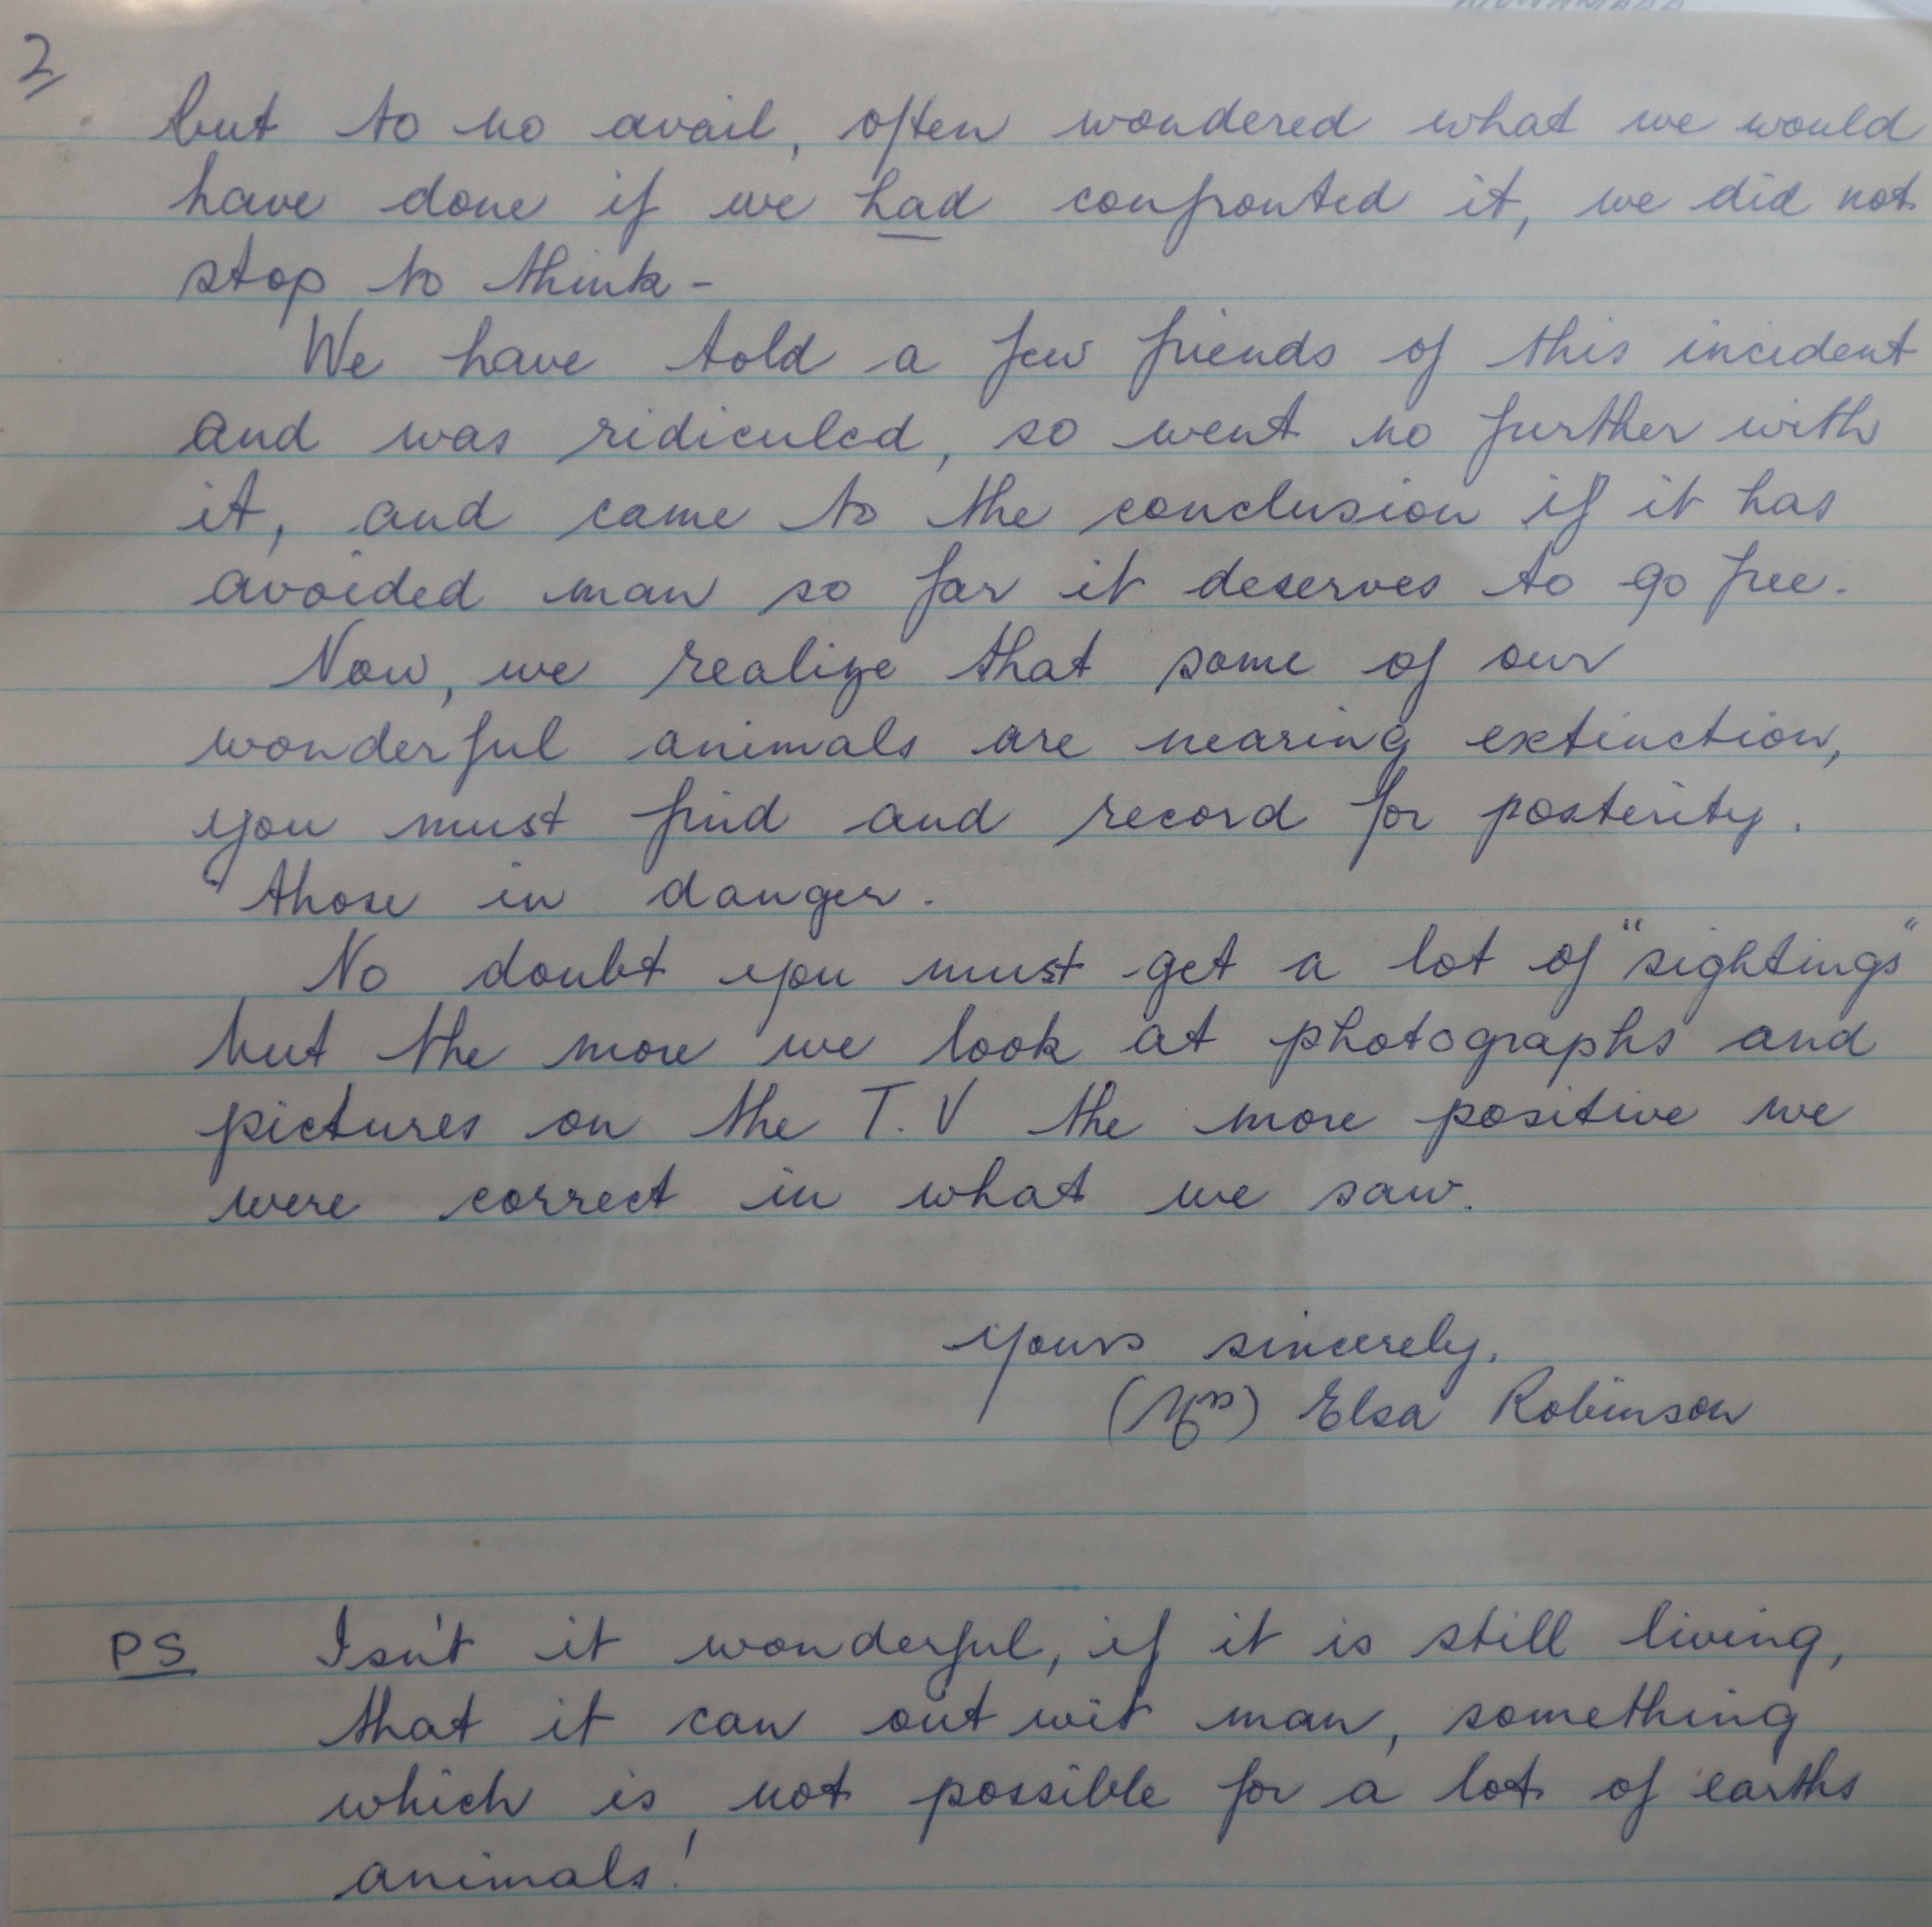 2
but to no avail, often wondered what we would
have done if we had confronted it, we did not
stop to think -
We have told a few friends of this incident
and was ridiculed, so went no further with
it, and came to the conclusion if it has
avoided man so far it deserves to go free.
Now, we realize that some of our
wonderful animals are nearing extinction,
you must find and record for posterity.
those in danger.
No doubt you must get a lot of "sightings"
but the more we look at photographs and
pictures on the T.V the more positive we
were correct in what we saw.
Yours sincerely,
(Mrs) Elsa Robinson
PS Isn't it wonderful, if it is still living,
that it can out wit man, something
which is not possible for a lot of earths
animals!